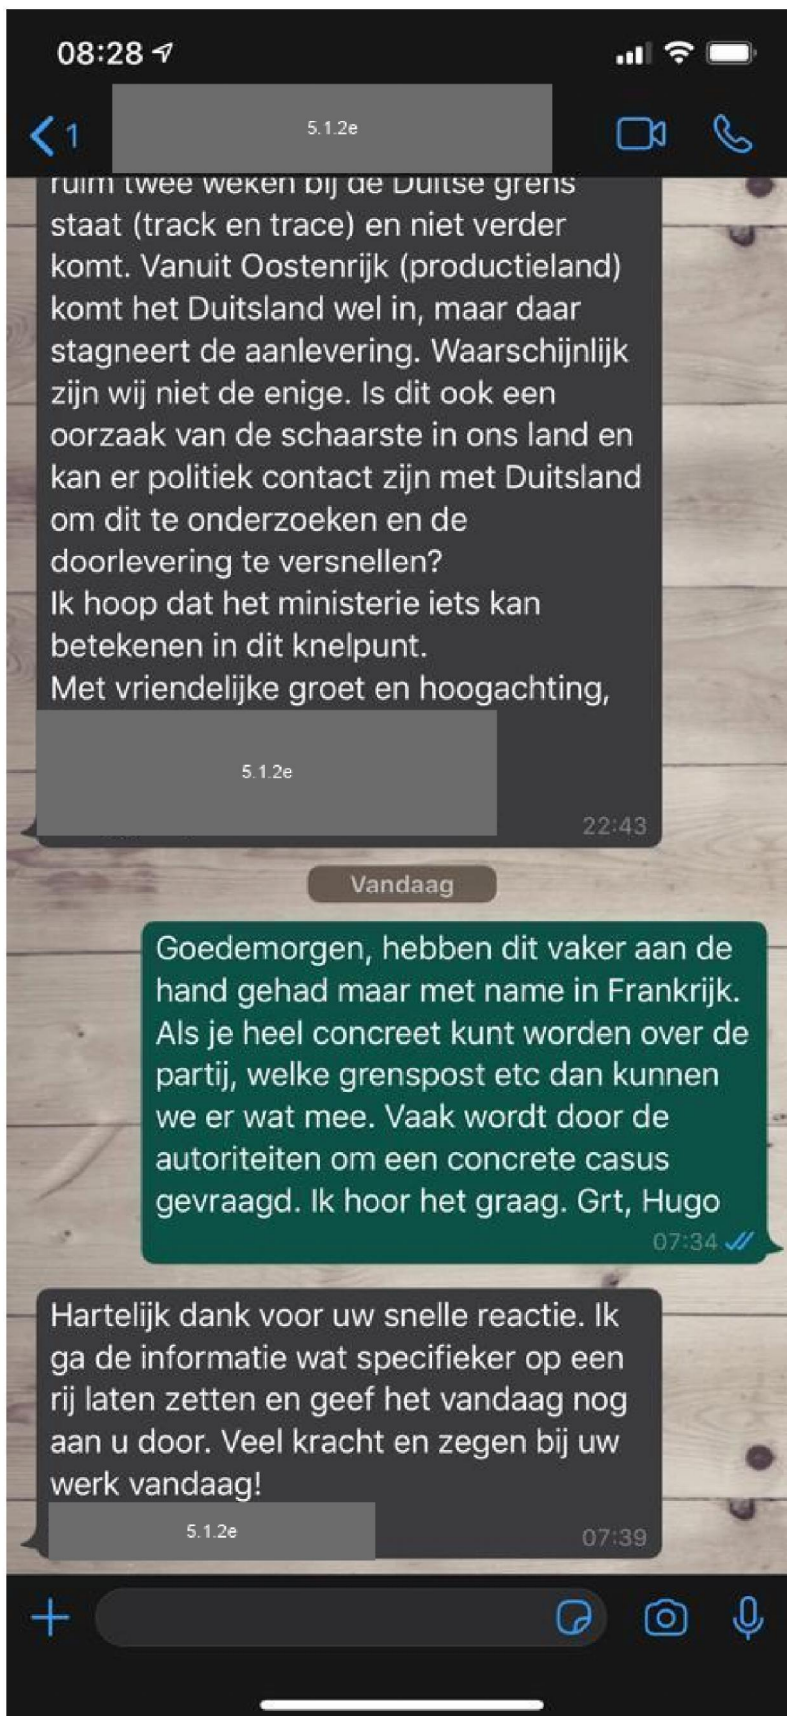 08:28
1
5.1.2e
ruim twee weken bij de Duitse grens
staat (track en trace) en niet verder
komt. Vanuit Oostenrijk (productieland)
komt het Duitsland wel in, maar daar
stagneert de aanlevering. Waarschijnlijk
zijn wij niet de enige. Is dit ook een
oorzaak van de schaarste in ons land en
kan er politiek contact zijn met Duitsland
om dit te onderzoeken en de
doorlevering te versnellen?
Ik hoop dat het ministerie iets kan
betekenen in dit knelpunt.
Met vriendelijke groet en hoogachting,
5.1.2e
22:43
Vandaag
Goedemorgen, hebben dit vaker aan de
hand gehad maar met name in Frankrijk.
Als je heel concreet kunt worden over de
partij, welke grenspost etc dan kunnen
we er wat mee. Vaak wordt door de
autoriteiten om een concrete casus
gevraagd. Ik hoor het graag. Grt, Hugo
07:34
Hartelijk dank voor uw snelle reactie. Ik
ga de informatie wat specifieker op een
rij laten zetten en geef het vandaag nog
aan u door. Veel kracht en zegen bij uw
werk vandaag!
5.1.2e
07:39